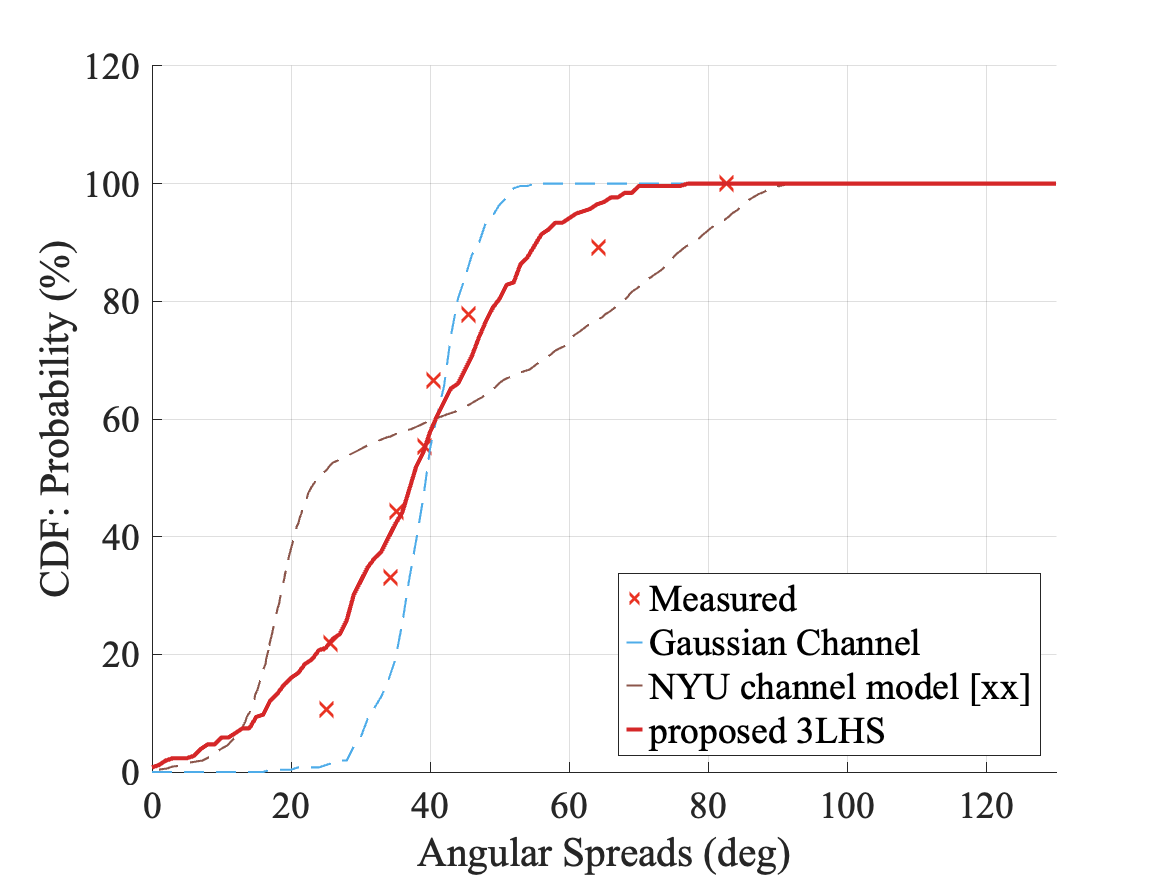 120
100
80
60
40
20
0
CDF: Probability (%)
0 20 40 60 80 100 120
Angular Spreads (deg)
Measured
Gaussian Channel
NYU channel model [xx]
proposed 3LHS